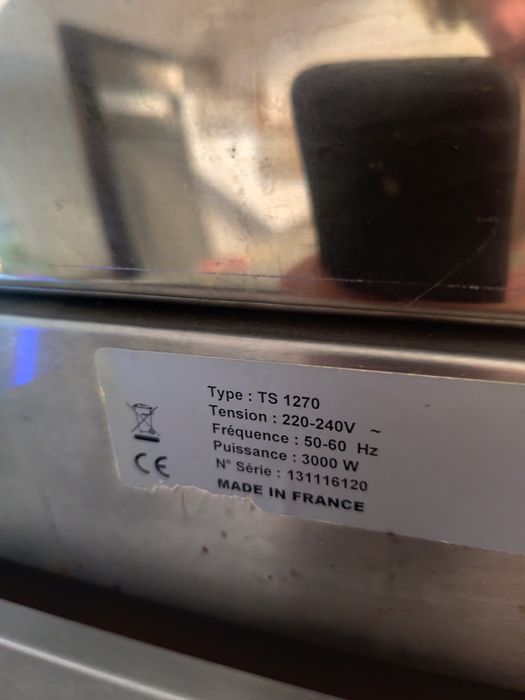 Type : TS 1270
Tension : 220-240V ~
Fréquence : 50-60 Hz
Puissance : 3000 W
N° Série : 131116120
MADE IN FRANCE
CE